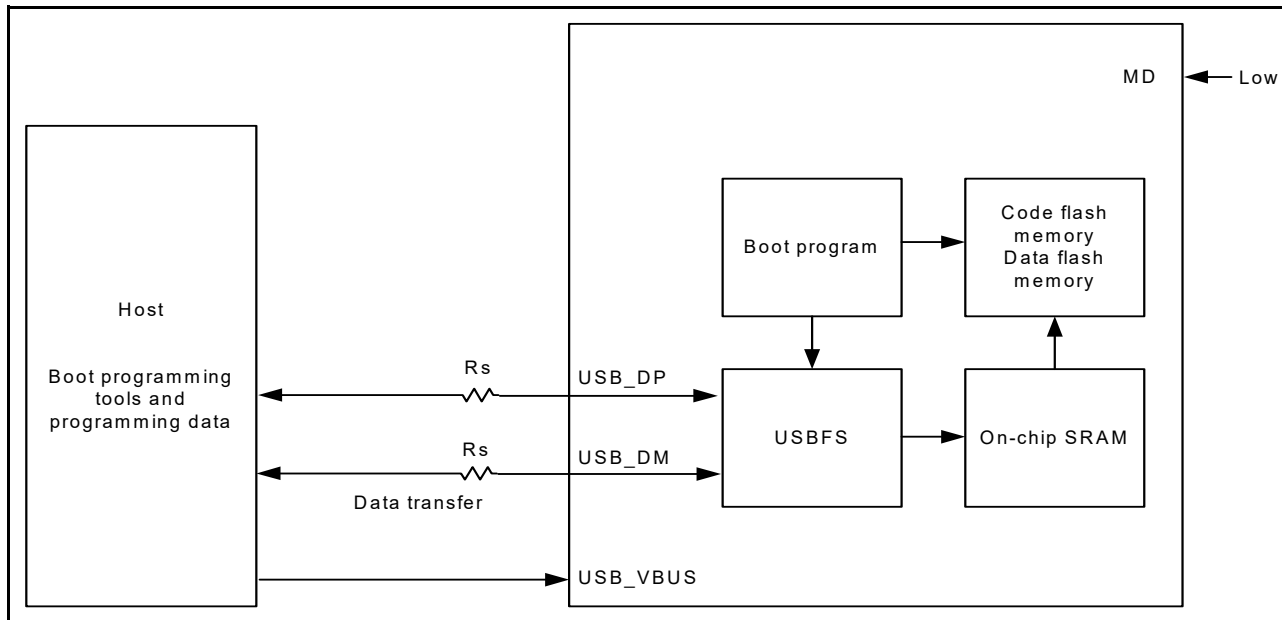 MD
Low
Host
Boot programming
tools and
programming data
Boot program
Code flash
memory
Data flash
memory
Rs
USB_DP
Rs
USB_DM
Data transfer
USBFS
On-chip SRAM
USB_VBUS